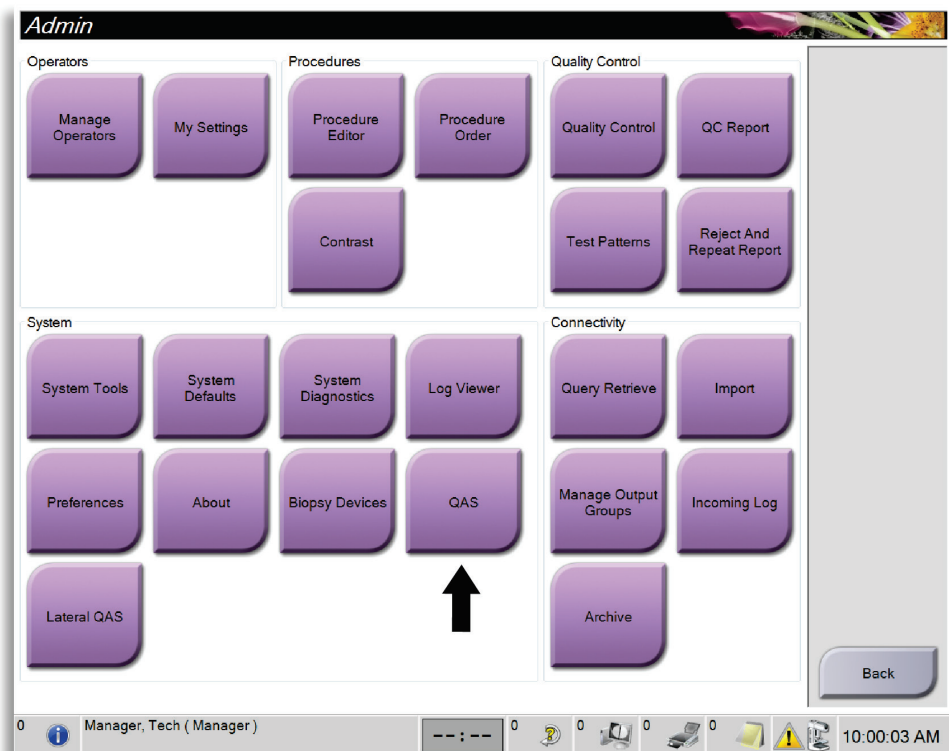 Admin
Operators
Manage
Operators
My Settings
Procedures
Procedure
Editor
Procedure
Order
Contrast
Quality Control
Quality Control
QC Report
Test Patterns
Reject And
Repeat Report
System
System Tools
System
Defaults
System
Diagnostics
Log Viewer
Preferences
About
Biopsy Devices
QAS
Lateral QAS
Connectivity
Query Retrieve
Import
Manage Output
Groups
Incoming Log
Archive
Back
0
Manager, Tech ( Manager )
--:--
0
0
0
0
10:00:03 AM